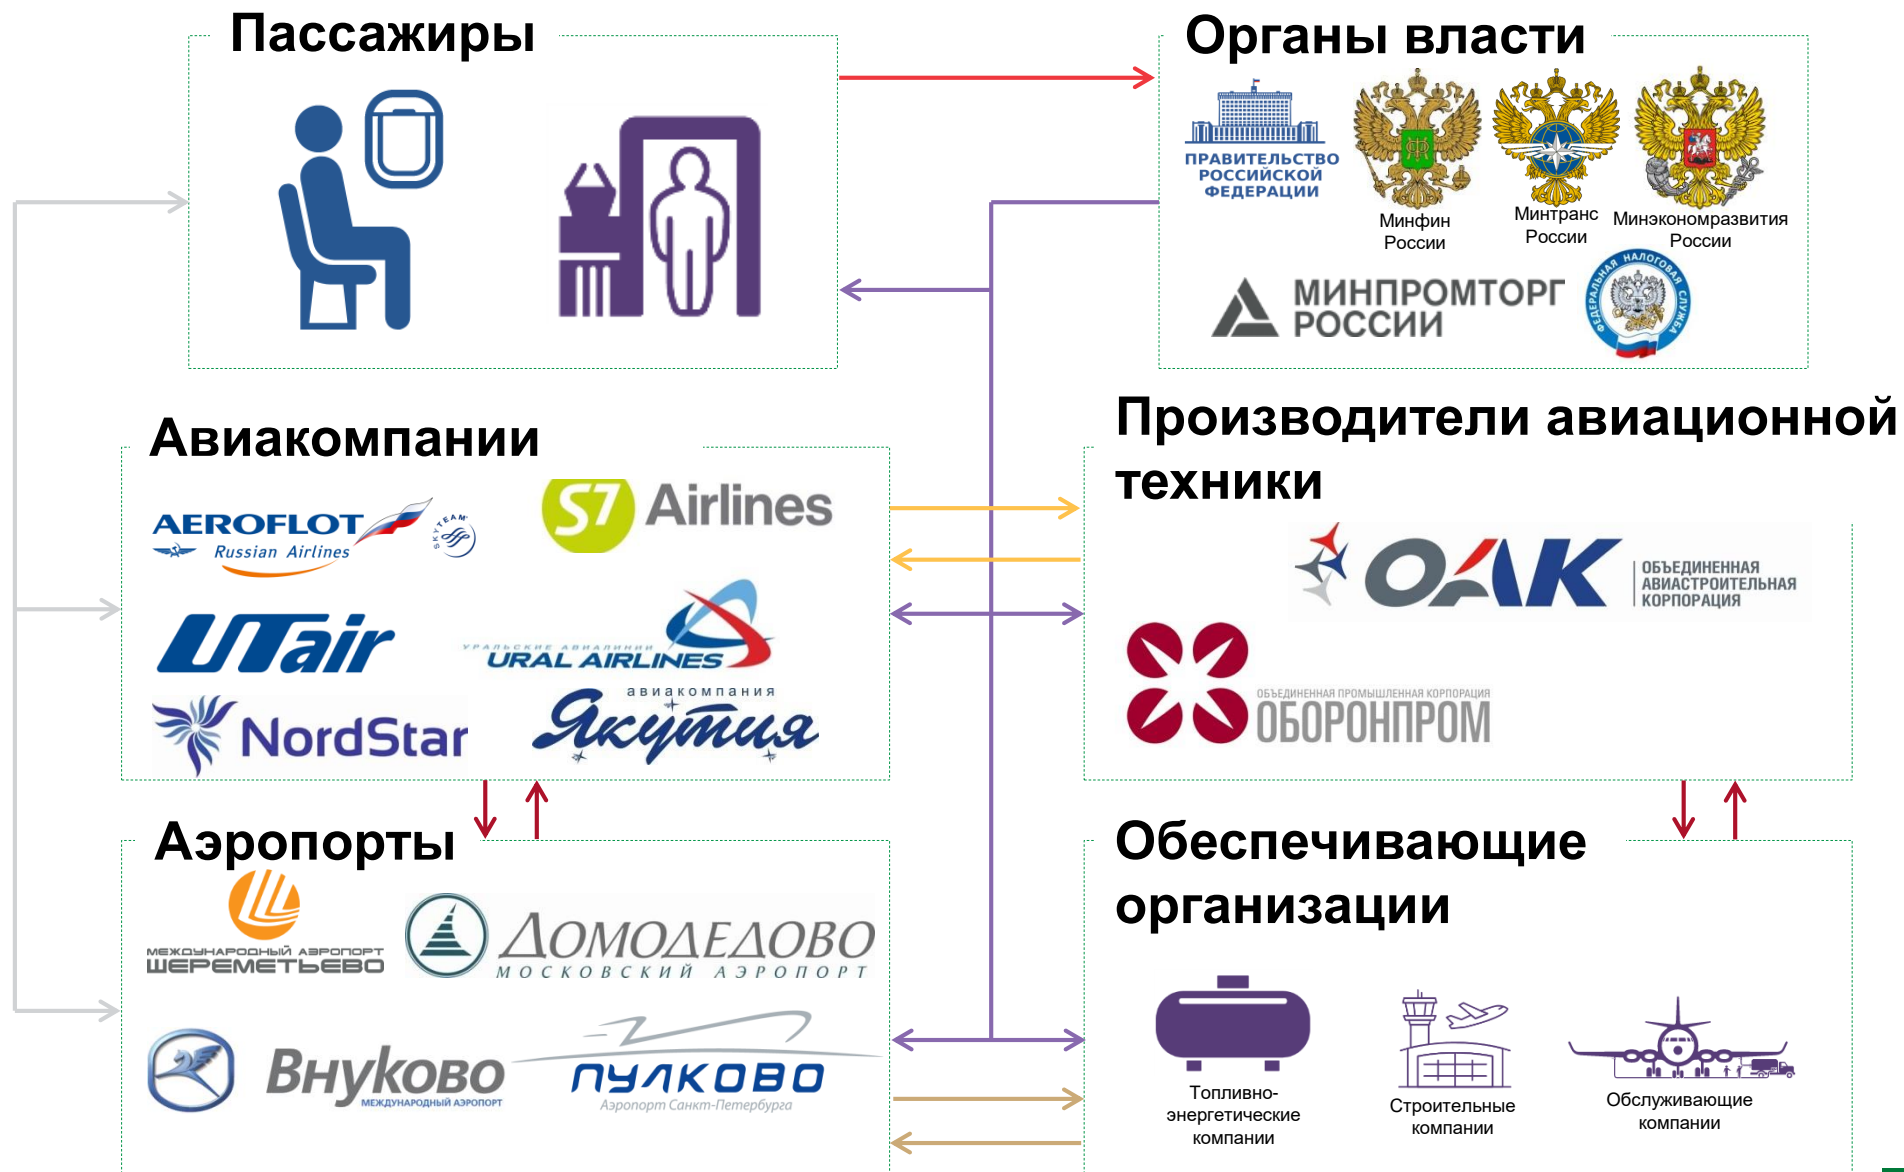 Пассажиры
Органы власти
ПРАВИТЕЛЬСТВО
РОССИЙСКОЙ
ФЕДЕРАЦИИ
Минфин
России
Минтранс
России
Минэкономразвития
России
МИНПРОМТОРГ
РОССИИ
ФЕДЕРАЛЬНАЯ НАЛОГОВАЯ СЛУЖБА
Авиакомпании
AEROFLOT
Russian Airlines
SKYTEAM
S7 Airlines
UTair
УРАЛЬСКИЕ АВИАЛИНИИ
URAL AIRLINES
NordStar
авиакомпания
Якутия
Производители авиационной
техники
ОАК
ОБЪЕДИНЕННАЯ
АВИАСТРОИТЕЛЬНАЯ
КОРПОРАЦИЯ
ОБЪЕДИНЕННАЯ ПРОМЫШЛЕННАЯ КОРПОРАЦИЯ
ОБОРОНПРОМ
Аэропорты
МЕЖДУНАРОДНЫЙ АЭРОПОРТ
ШЕРЕМЕТЬЕВО
ДОМОДЕДОВО
МОСКОВСКИЙ АЭРОПОРТ
Внуково
МЕЖДУНАРОДНЫЙ АЭРОПОРТ
ПУЛКОВО
Аэропорт Санкт-Петербурга
Обеспечивающие
организации
Топливно-
энергетические
компании
Строительные
компании
Обслуживающие
компании